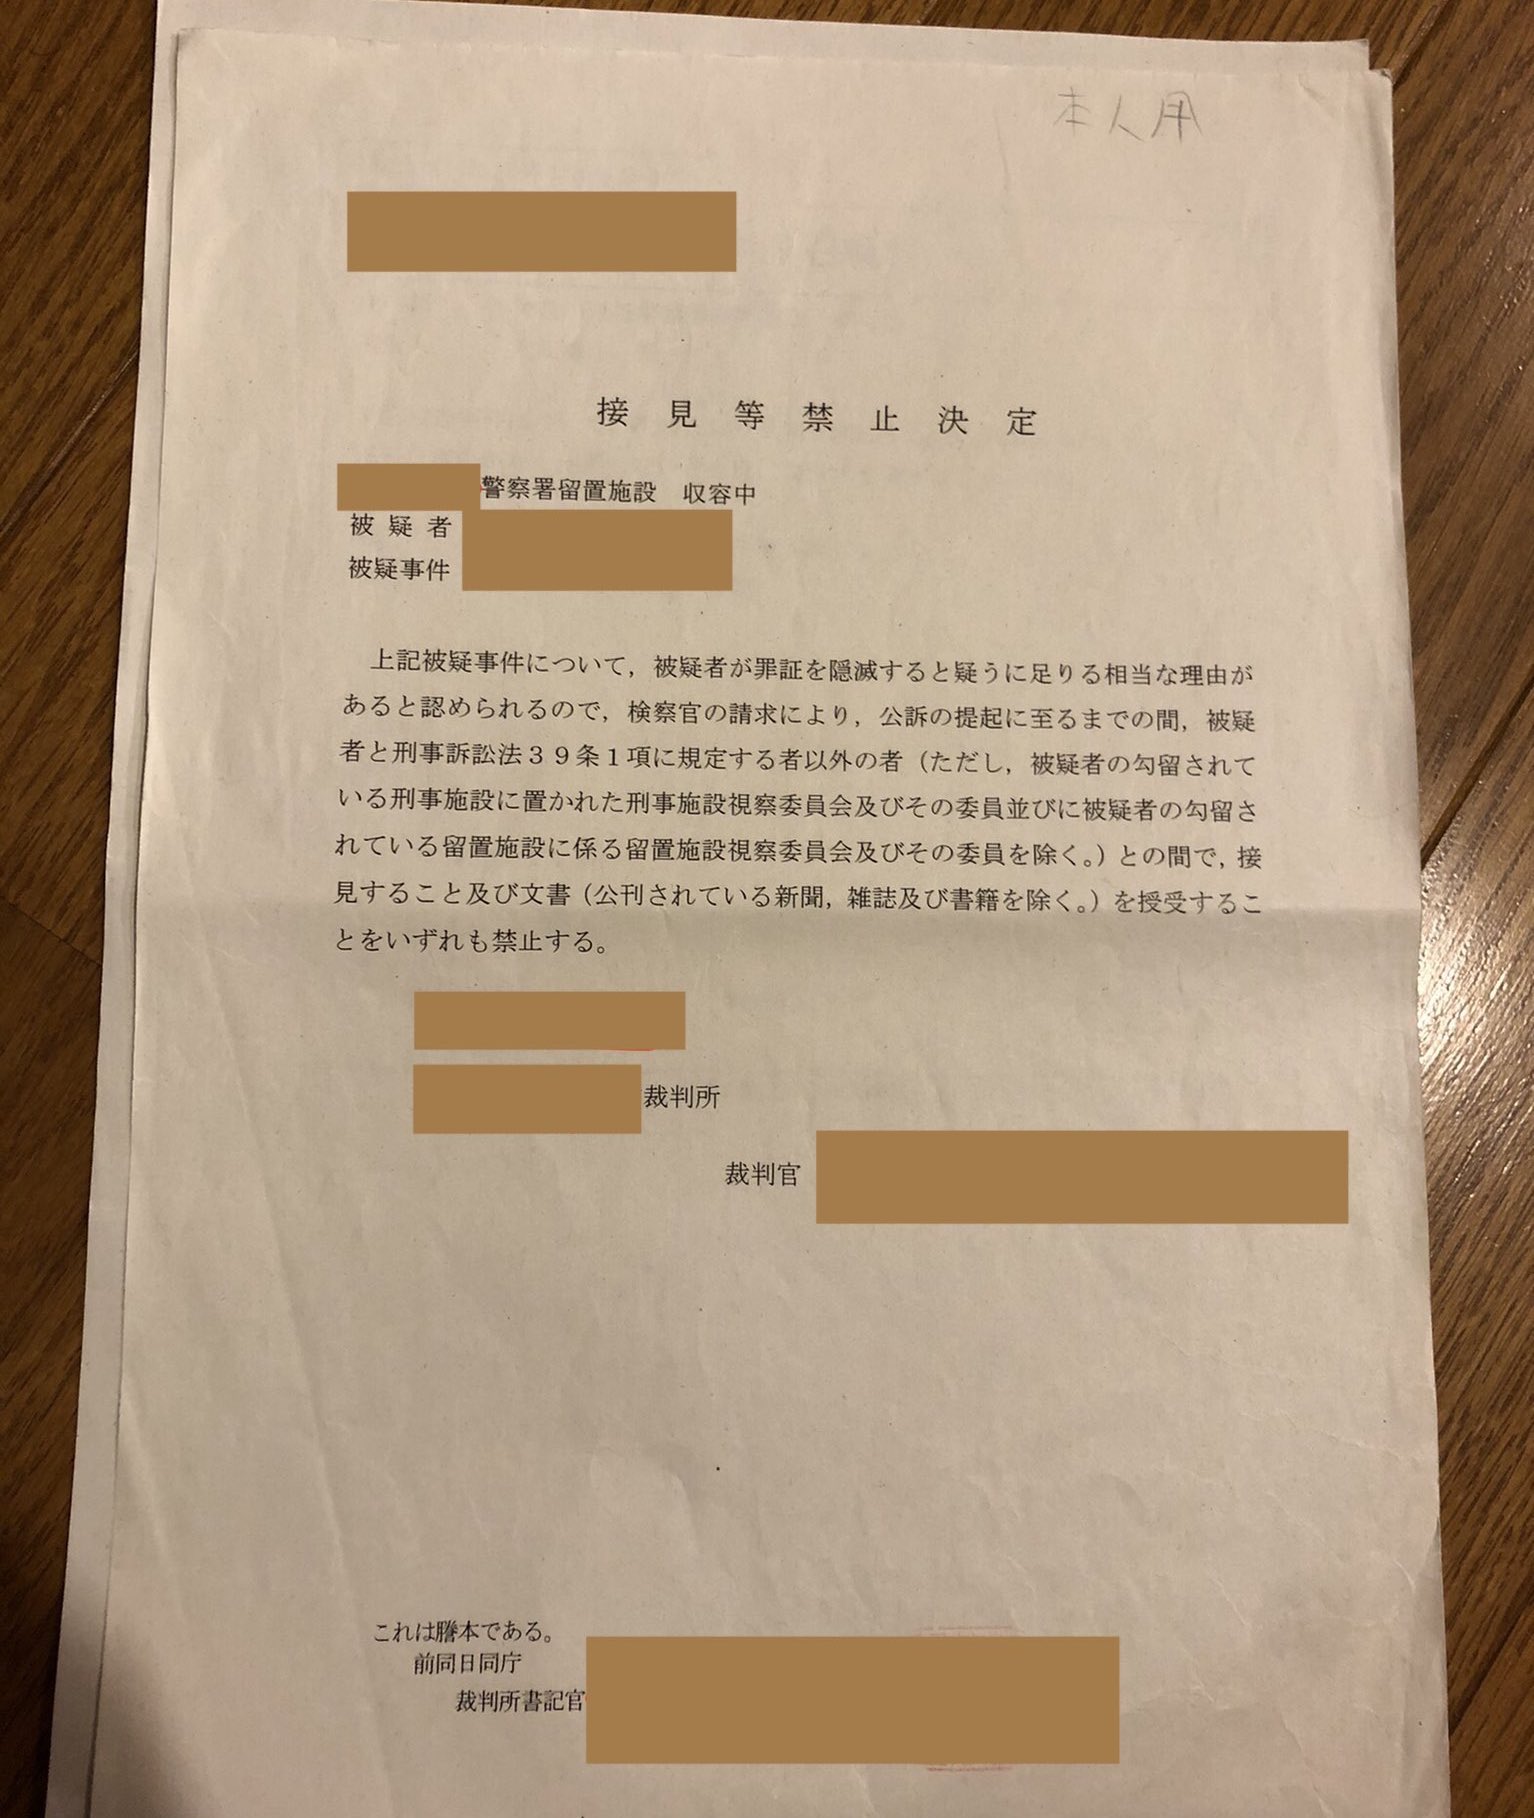 本人用
接見等禁止決定
警察署留置施設　収容中
被疑者
被疑事件
上記被疑事件について，被疑者が罪証を隠滅すると疑うに足りる相当な理由が
あると認められるので，検察官の請求により，公訴の提起に至るまでの間，被疑
者と刑事訴訟法３９条１項に規定する者以外の者（ただし，被疑者の勾留されて
いる刑事施設に置かれた刑事施設視察委員会及びその委員並びに被疑者の勾留さ
れている留置施設に係る留置施設視察委員会及びその委員を除く。）との間で，接
見すること及び文書（公刊されている新聞，雑誌及び書籍を除く。）を授受するこ
とをいずれも禁止する。
裁判所
裁判官
これは謄本である。
前同日同庁
裁判所書記官